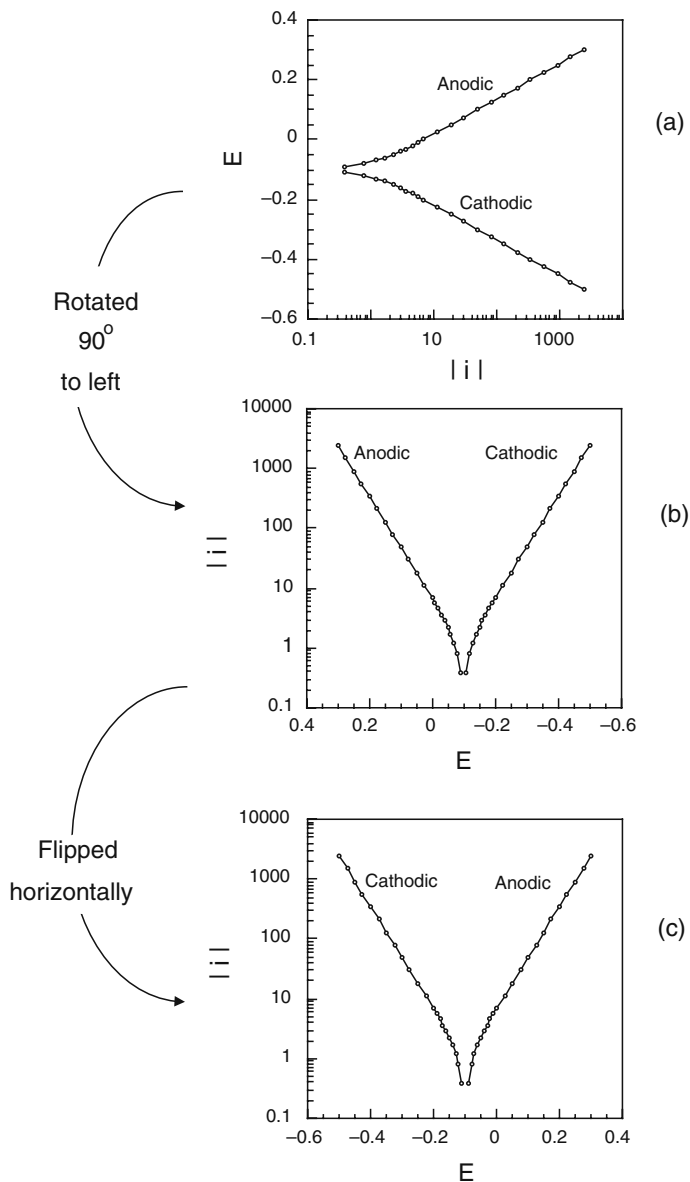 0.4
0.2
0
−0.2
−0.4
−0.6
E
Anodic
Cathodic
0.1
10
1000
| i |
(a)
Rotated
90°
to left
10000
1000
100
10
1
0.1
| i |
Anodic
Cathodic
0.4
0.2
0
−0.2
−0.4
−0.6
E
(b)
Flipped
horizontally
10000
1000
100
10
1
0.1
| i |
Cathodic
Anodic
−0.6
−0.4
−0.2
0
0.2
0.4
E
(c)